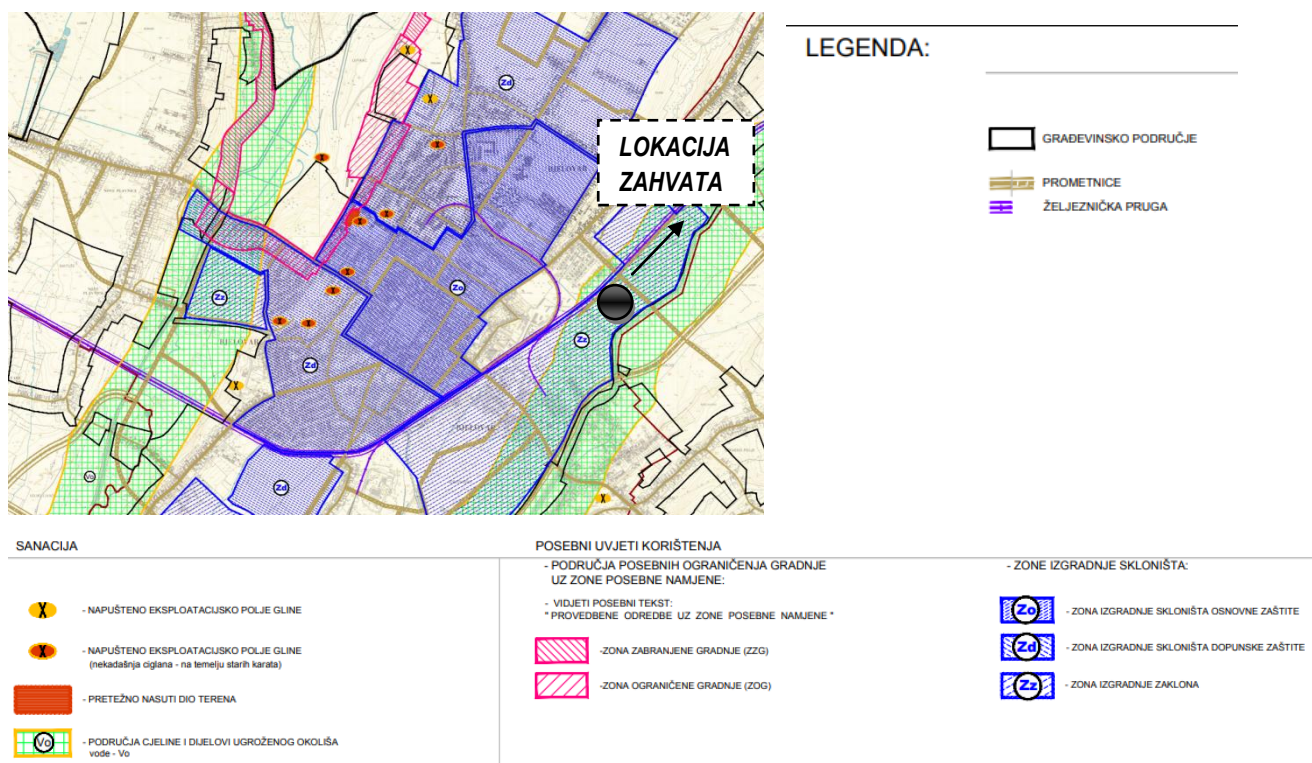 Zd
LOKACIJA
ZAHVATA
BJELOVAR
Zo
Zz
BJELOVAR
Zd
Zz
BJELOVAR
Vo
Zd
LEGENDA:
GRAĐEVINSKO PODRUČJE
PROMETNICE
ŽELJEZNIČKA PRUGA
SANACIJA
X - NAPUŠTENO EKSPLOATACIJSKO POLJE GLINE
X - NAPUŠTENO EKSPLOATACIJSKO POLJE GLINE
(nekadašnja ciglana - na temelju starih karata)
- PRETEŽNO NASUTI DIO TERENA
Vo - PODRUČJA CJELINE I DIJELOVI UGROŽENOG OKOLIŠA
vode - Vo
POSEBNI UVJETI KORIŠTENJA
- PODRUČJA POSEBNIH OGRANIČENJA GRADNJE
UZ ZONE POSEBNE NAMJENE:
- VIDJETI POSEBNI TEKST:
" PROVEDBENE ODREDBE UZ ZONE POSEBNE NAMJENE "
-ZONA ZABRANJENE GRADNJE (ZZG)
-ZONA OGRANIČENE GRADNJE (ZOG)
- ZONE IZGRADNJE SKLONIŠTA:
Zo - ZONA IZGRADNJE SKLONIŠTA OSNOVNE ZAŠTITE
Zd - ZONA IZGRADNJE SKLONIŠTA DOPUNSKE ZAŠTITE
Zz - ZONA IZGRADNJE ZAKLONA